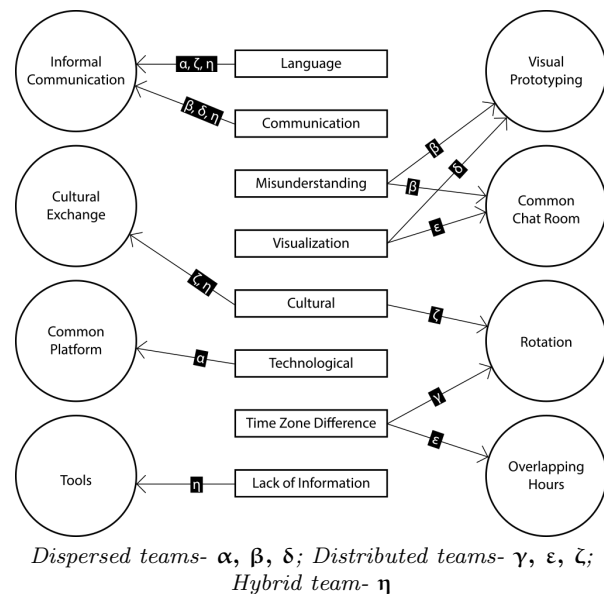 Informal
Communication
α, ζ, η
Language
Visual
Prototyping
β, δ, η
Communication
β
δ
Misunderstanding
β
Cultural
Exchange
Common
Chat Room
Visualization
ε
ζ, η
Cultural
ζ
Common
Platform
α
Technological
Rotation
γ
Time Zone Difference
ε
Tools
η
Lack of Information
Overlapping
Hours
Dispersed teams- α, β, δ; Distributed teams- γ, ε, ζ;
Hybrid team- η